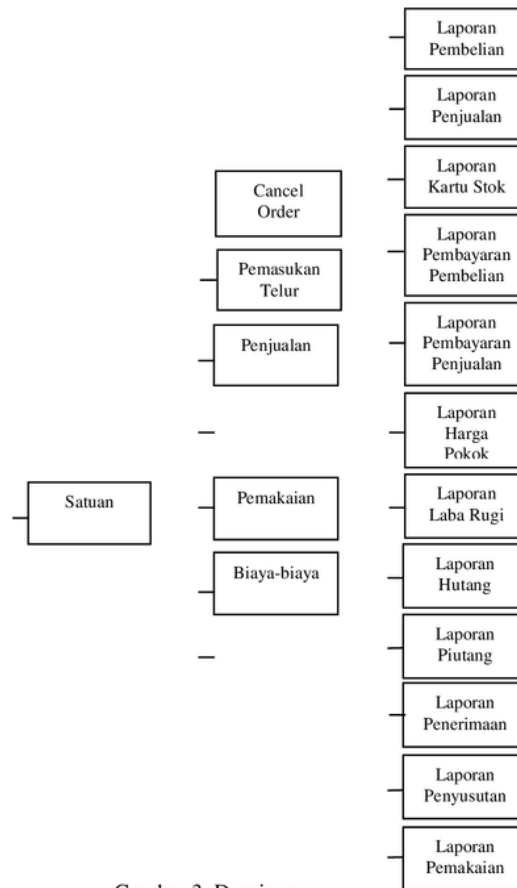 Satuan
Cancel
Order
Pemasukan
Telur
Penjualan
Pemakaian
Biaya-biaya
Laporan
Pembelian
Laporan
Penjualan
Laporan
Kartu Stok
Laporan
Pembayaran
Pembelian
Laporan
Pembayaran
Penjualan
Laporan
Harga
Pokok
Laporan
Laba Rugi
Laporan
Hutang
Laporan
Piutang
Laporan
Penerimaan
Laporan
Penyusutan
Laporan
Pemakaian